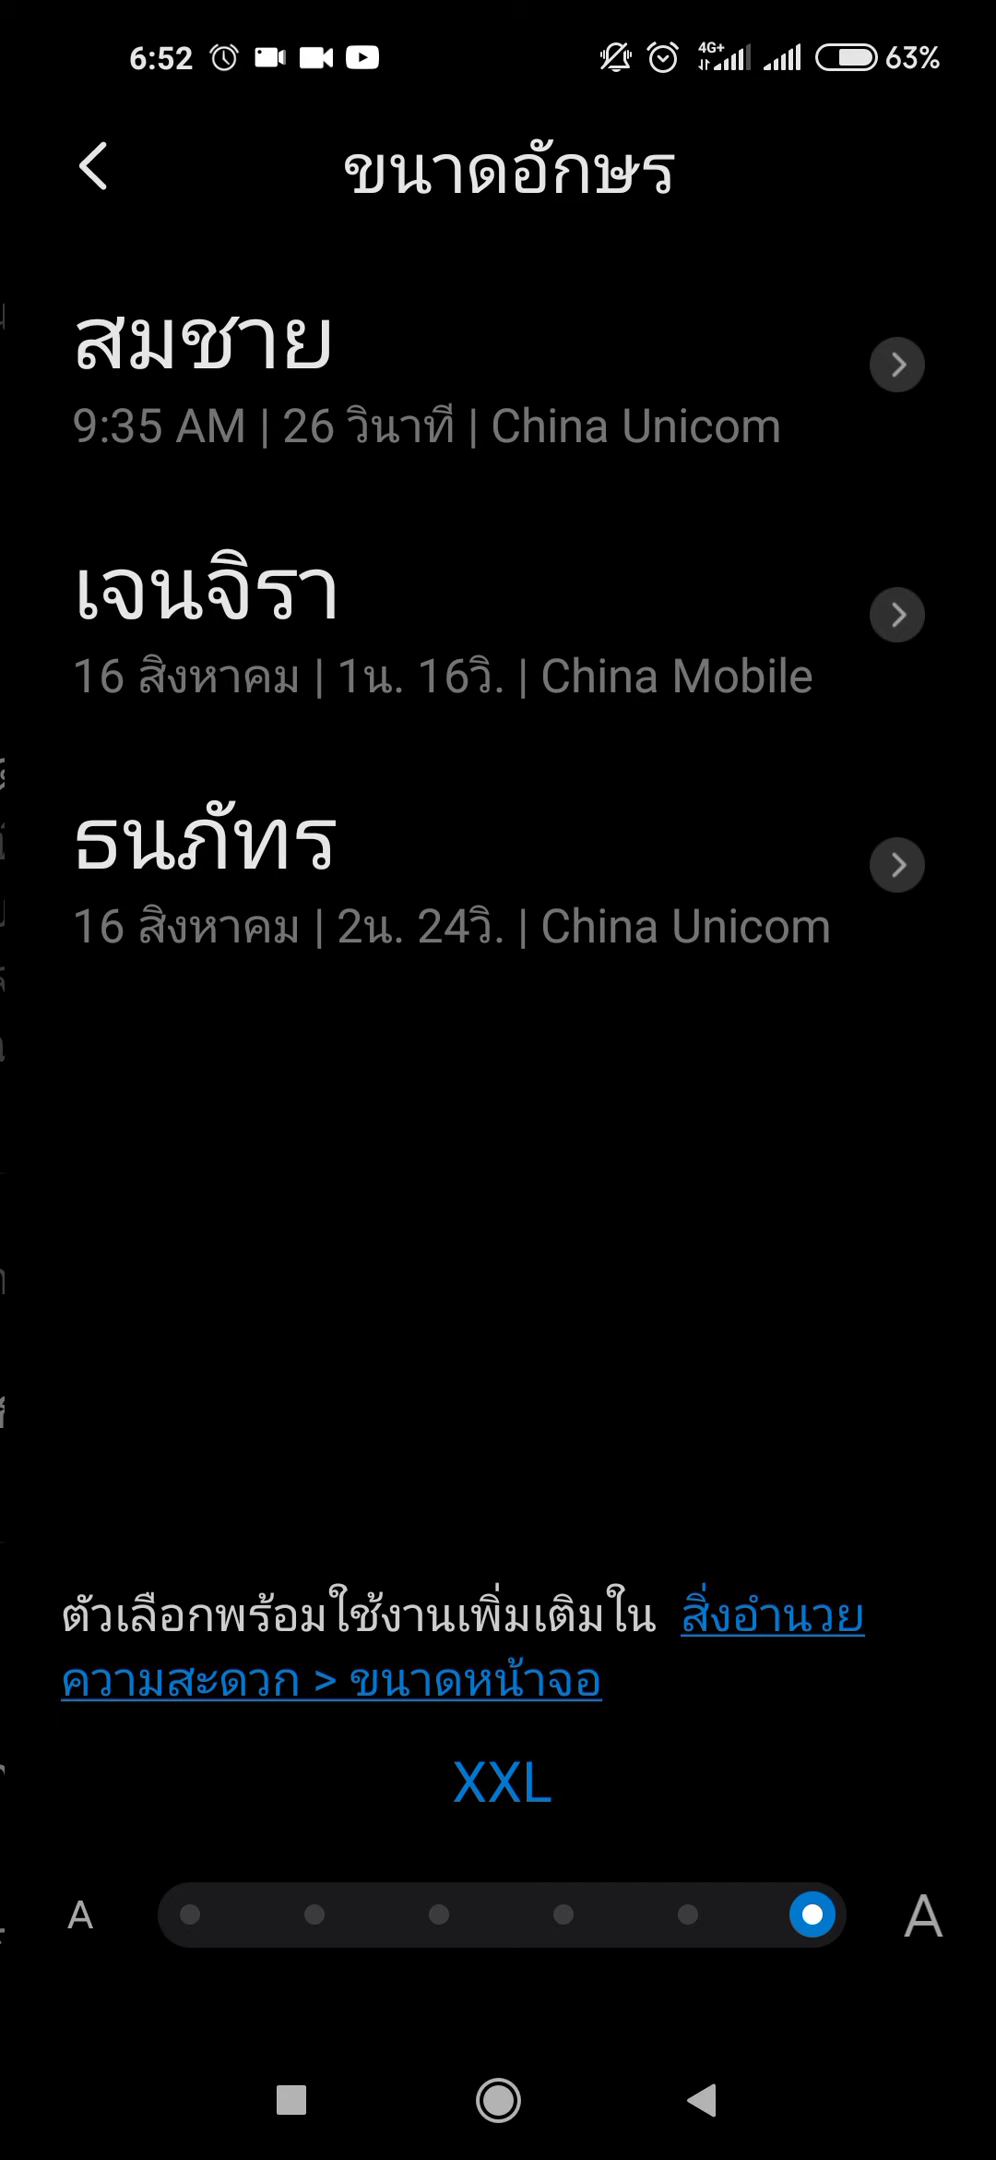 6:52 4G+ 63%
ขนาดอักษร
สมชาย
9:35 AM | 26 วินาที | China Unicom
เจนจิรา
16 สิงหาคม | 1น. 16วิ. | China Mobile
ธนภัทร
16 สิงหาคม | 2น. 24วิ. | China Unicom
ตัวเลือกพร้อมใช้งานเพิ่มเติมใน สิ่งอำนวย
ความสะดวก > ขนาดหน้าจอ
XXL
A A